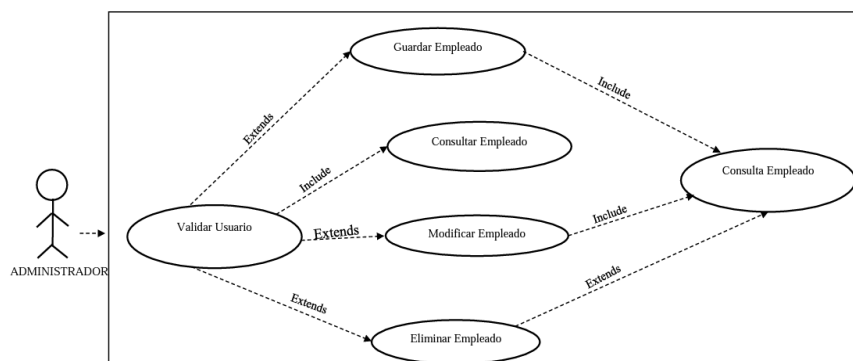 Guardar Empleado
Include
Extends
Consultar Empleado
Include
Consulta Empleado
Validar Usuario
Extends
Modificar Empleado
Include
ADMINISTRADOR
Extends
Extends
Eliminar Empleado